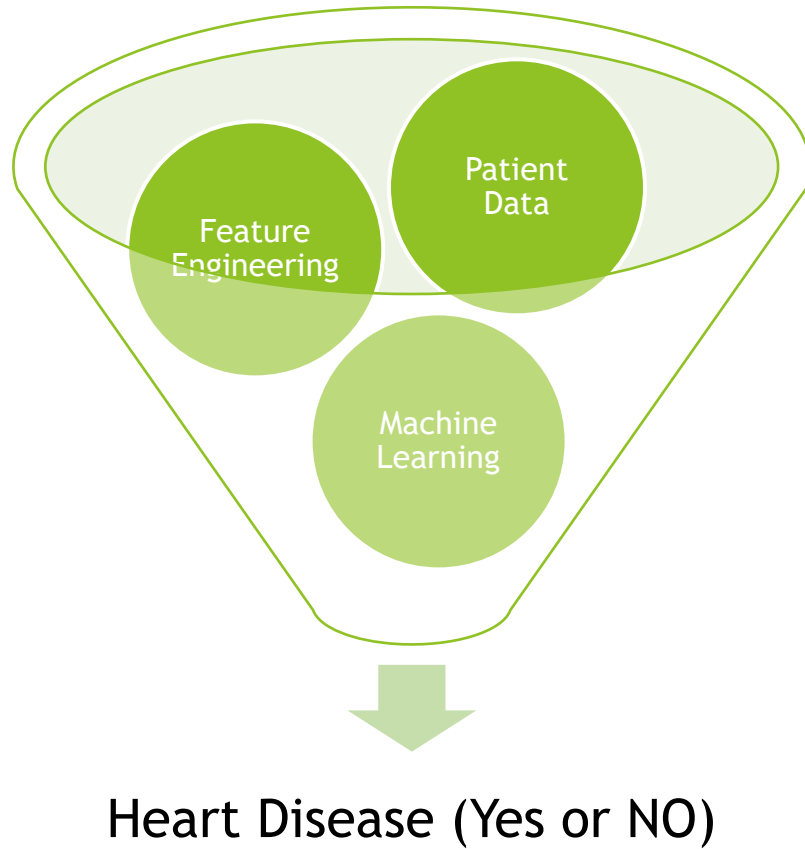 Patient
Data
Feature
Engineering
Machine
Learning
Heart Disease (Yes or NO)